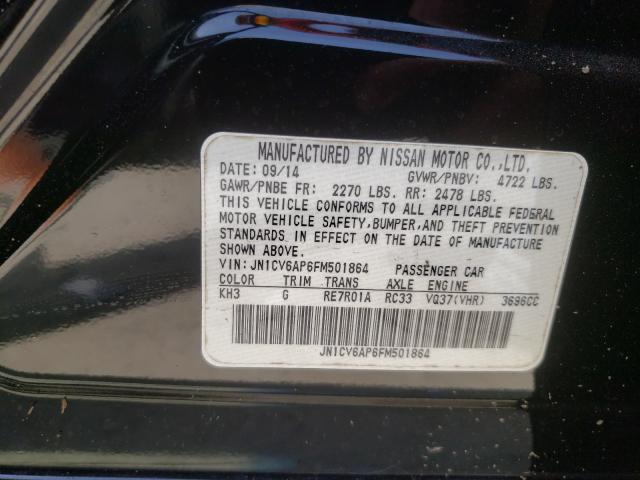 MANUFACTURED BY NISSAN MOTOR CO.,LTD.
DATE: 09/14 GVWR/PNBV: 4722 LBS.
GAWR/PNBE FR: 2270 LBS. RR: 2478 LBS.
THIS VEHICLE CONFORMS TO ALL APPLICABLE FEDERAL
MOTOR VEHICLE SAFETY, BUMPER, AND THEFT PREVENTION
STANDARDS IN EFFECT ON THE DATE OF MANUFACTURE
SHOWN ABOVE.
VIN: JN1CV6AP6FM501864 PASSENGER CAR
COLOR TRIM TRANS AXLE ENGINE
KH3 G RE7R01A RC33 VQ37(VHR) 3696CC
JN1CV6AP6FM501864